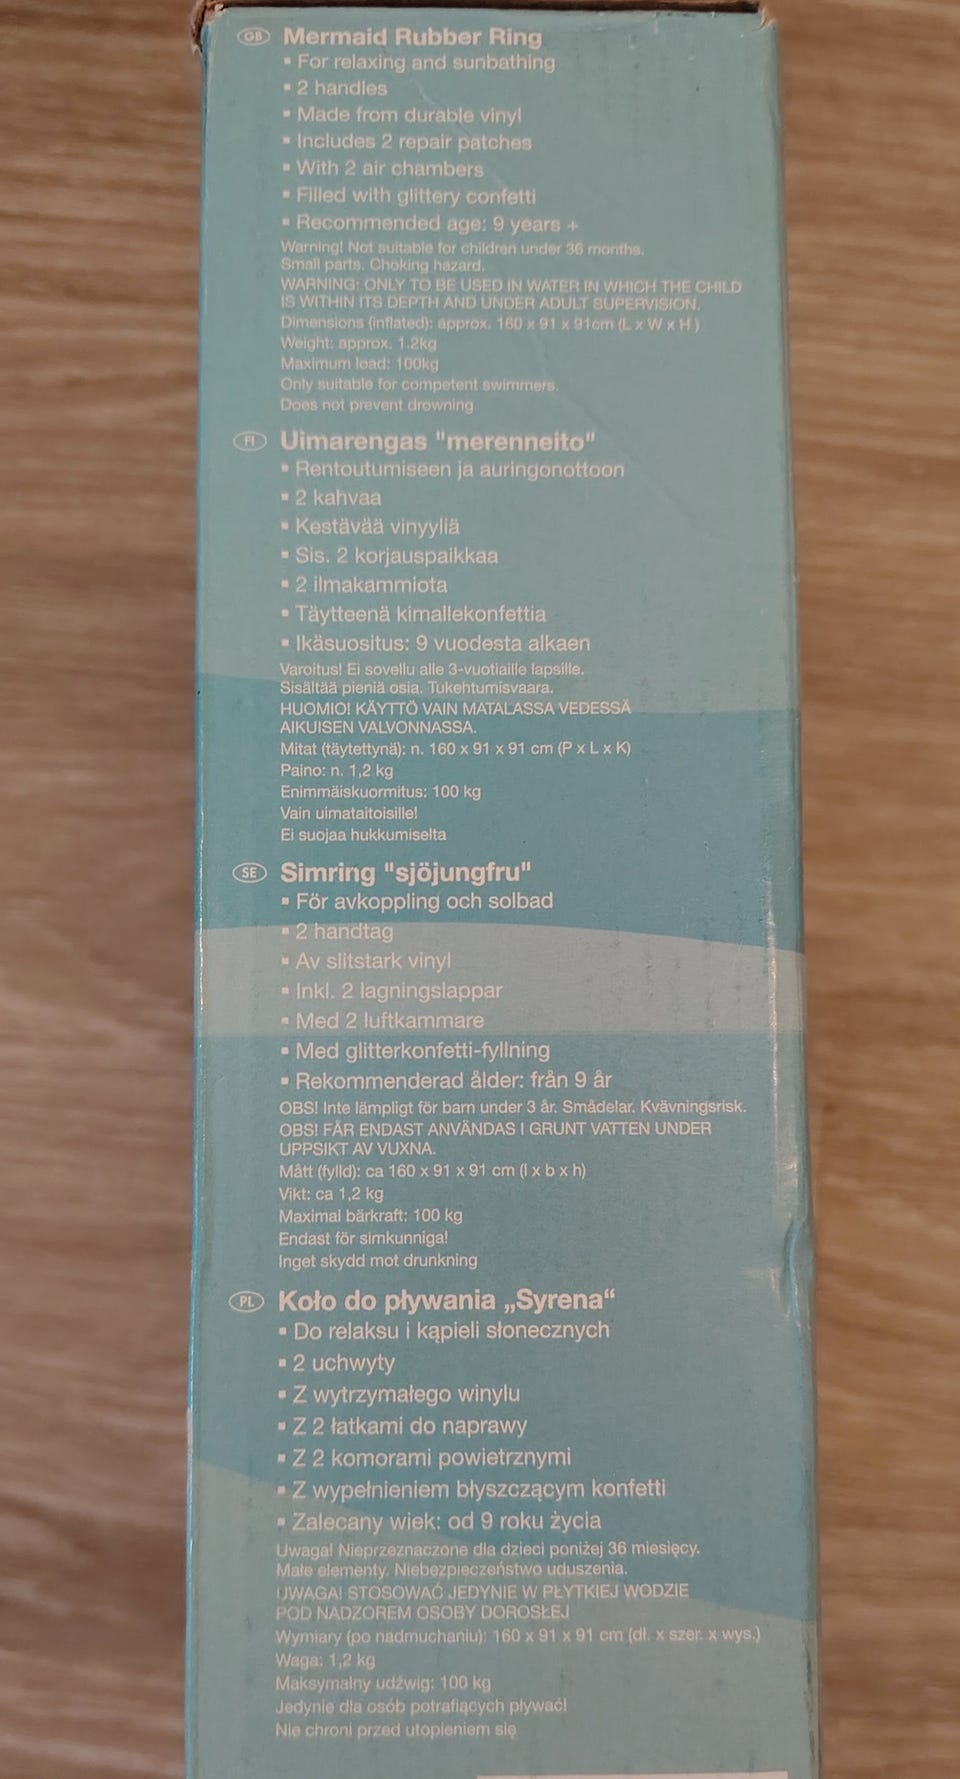 GB Mermaid Rubber Ring
▪ For relaxing and sunbathing
▪ 2 handles
▪ Made from durable vinyl
▪ Includes 2 repair patches
▪ With 2 air chambers
▪ Filled with glittery confetti
▪ Recommended age: 9 years +
Warning! Not suitable for children under 36 months.
Small parts. Choking hazard.
WARNING: ONLY TO BE USED IN WATER IN WHICH THE CHILD
IS WITHIN ITS DEPTH AND UNDER ADULT SUPERVISION.
Dimensions (inflated): approx. 160 x 91 x 91cm (L x W x H )
Weight: approx. 1.2kg
Maximum load: 100kg
Only suitable for competent swimmers.
Does not prevent drowning
FI Uimarengas "merenneito"
▪ Rentoutumiseen ja auringonottoon
▪ 2 kahvaa
▪ Kestävää vinyyliä
▪ Sis. 2 korjauspaikkaa
▪ 2 ilmakammiota
▪ Täytteenä kimallekonfettia
▪ Ikäsuositus: 9 vuodesta alkaen
Varoitus! Ei sovellu alle 3-vuotiaille lapsille.
Sisältää pieniä osia. Tukehtumisvaara.
HUOMIO! KÄYTTÖ VAIN MATALASSA VEDESSÄ
AIKUISEN VALVONNASSA.
Mitat (täytettynä): n. 160 x 91 x 91 cm (P x L x K)
Paino: n. 1,2 kg
Enimmäiskuormitus: 100 kg
Vain uimataitoisille!
Ei suojaa hukkumiselta
SE Simring "sjöjungfru"
▪ För avkoppling och solbad
▪ 2 handtag
▪ Av slitstark vinyl
▪ Inkl. 2 lagningslappar
▪ Med 2 luftkammare
▪ Med glitterkonfetti-fyllning
▪ Rekommenderad ålder: från 9 år
OBS! Inte lämpligt för barn under 3 år. Smådelar. Kvävningsrisk.
OBS! FÅR ENDAST ANVÄNDAS I GRUNT VATTEN UNDER
UPPSIKT AV VUXNA.
Mått (fylld): ca 160 x 91 x 91 cm (l x b x h)
Vikt: ca 1,2 kg
Maximal bärkraft: 100 kg
Endast för simkunniga!
Inget skydd mot drunkning
PL Koło do pływania „Syrena“
▪ Do relaksu i kąpieli słonecznych
▪ 2 uchwyty
▪ Z wytrzymałego winylu
▪ Z 2 łatkami do naprawy
▪ Z 2 komorami powietrznymi
▪ Z wypełnieniem błyszczącym konfetti
▪ Zalecany wiek: od 9 roku życia
Uwaga! Nieprzeznaczone dla dzieci poniżej 36 miesięcy.
Małe elementy. Niebezpieczeństwo uduszenia.
UWAGA! STOSOWAĆ JEDYNIE W PŁYTKIEJ WODZIE
POD NADZOREM OSOBY DOROSŁEJ
Wymiary (po nadmuchaniu): 160 x 91 x 91 cm (dł. x szer. x wys.)
Waga: 1,2 kg
Maksymalny udźwig: 100 kg
Jedynie dla osób potrafiących pływać!
Nie chroni przed utopieniem się